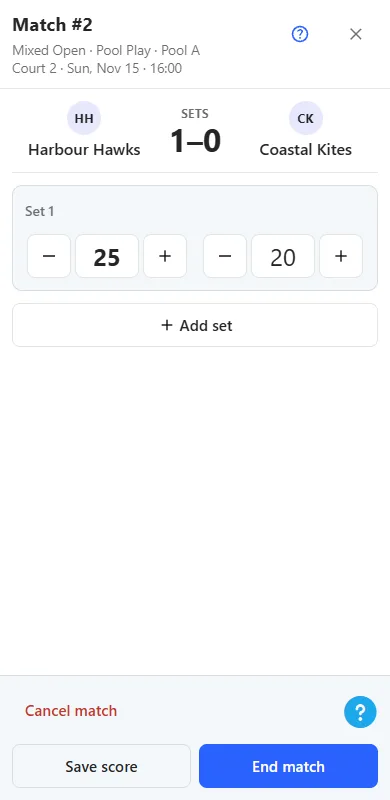 Match #2
Mixed Open · Pool Play · Pool A
Court 2 · Sun, Nov 15 · 16:00
HH
Harbour Hawks
SETS
1–0
CK
Coastal Kites
Set 1
− 25 + − 20 +
+ Add set
Cancel match
?
Save score
End match